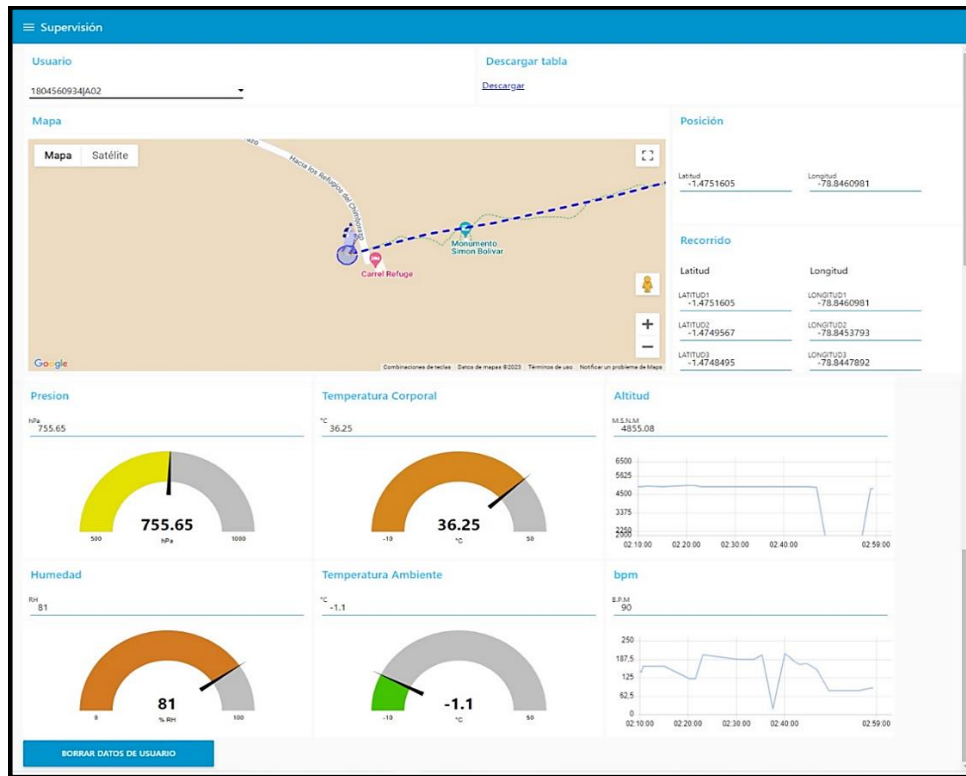 Supervisión
Usuario
Descargar tabla
1804560934|A02
Descargar
Mapa
Posición
Mapa Satélite
Hacia los Refugios del Chimborazo
Latitud
-1.4751605
Longitud
-78.8460981
Monumento
Simon Bolivar
Carrel Refuge
Recorrido
Latitud
Longitud
LATITUD1
-1.4751605
LONGITUD1
-78.8460981
LATITUD2
-1.4749567
LONGITUD2
-78.8453793
LATITUD3
-1.4748495
LONGITUD3
-78.8447892
Google
Combinaciones de teclas Datos de mapas ©2023 Términos de uso Notificar un problema de Maps
Presion
hPa
755.65
755.65
500 hPa 1000
Temperatura Corporal
°C
36.25
36.25
-10 °C 50
Altitud
M.S.N.M
4855.08
6500
5625
4500
3375
2250
2000
02:10:00 02:20:00 02:30:00 02:40:00 02:59:00
Humedad
RH
81
81
0 % RH 100
Temperatura Ambiente
°C
-1.1
-1.1
-10 °C 50
bpm
B.P.M
90
250
187.5
125
62.5
0
02:10:00 02:20:00 02:30:00 02:40:00 02:59:00
BORRAR DATOS DE USUARIO